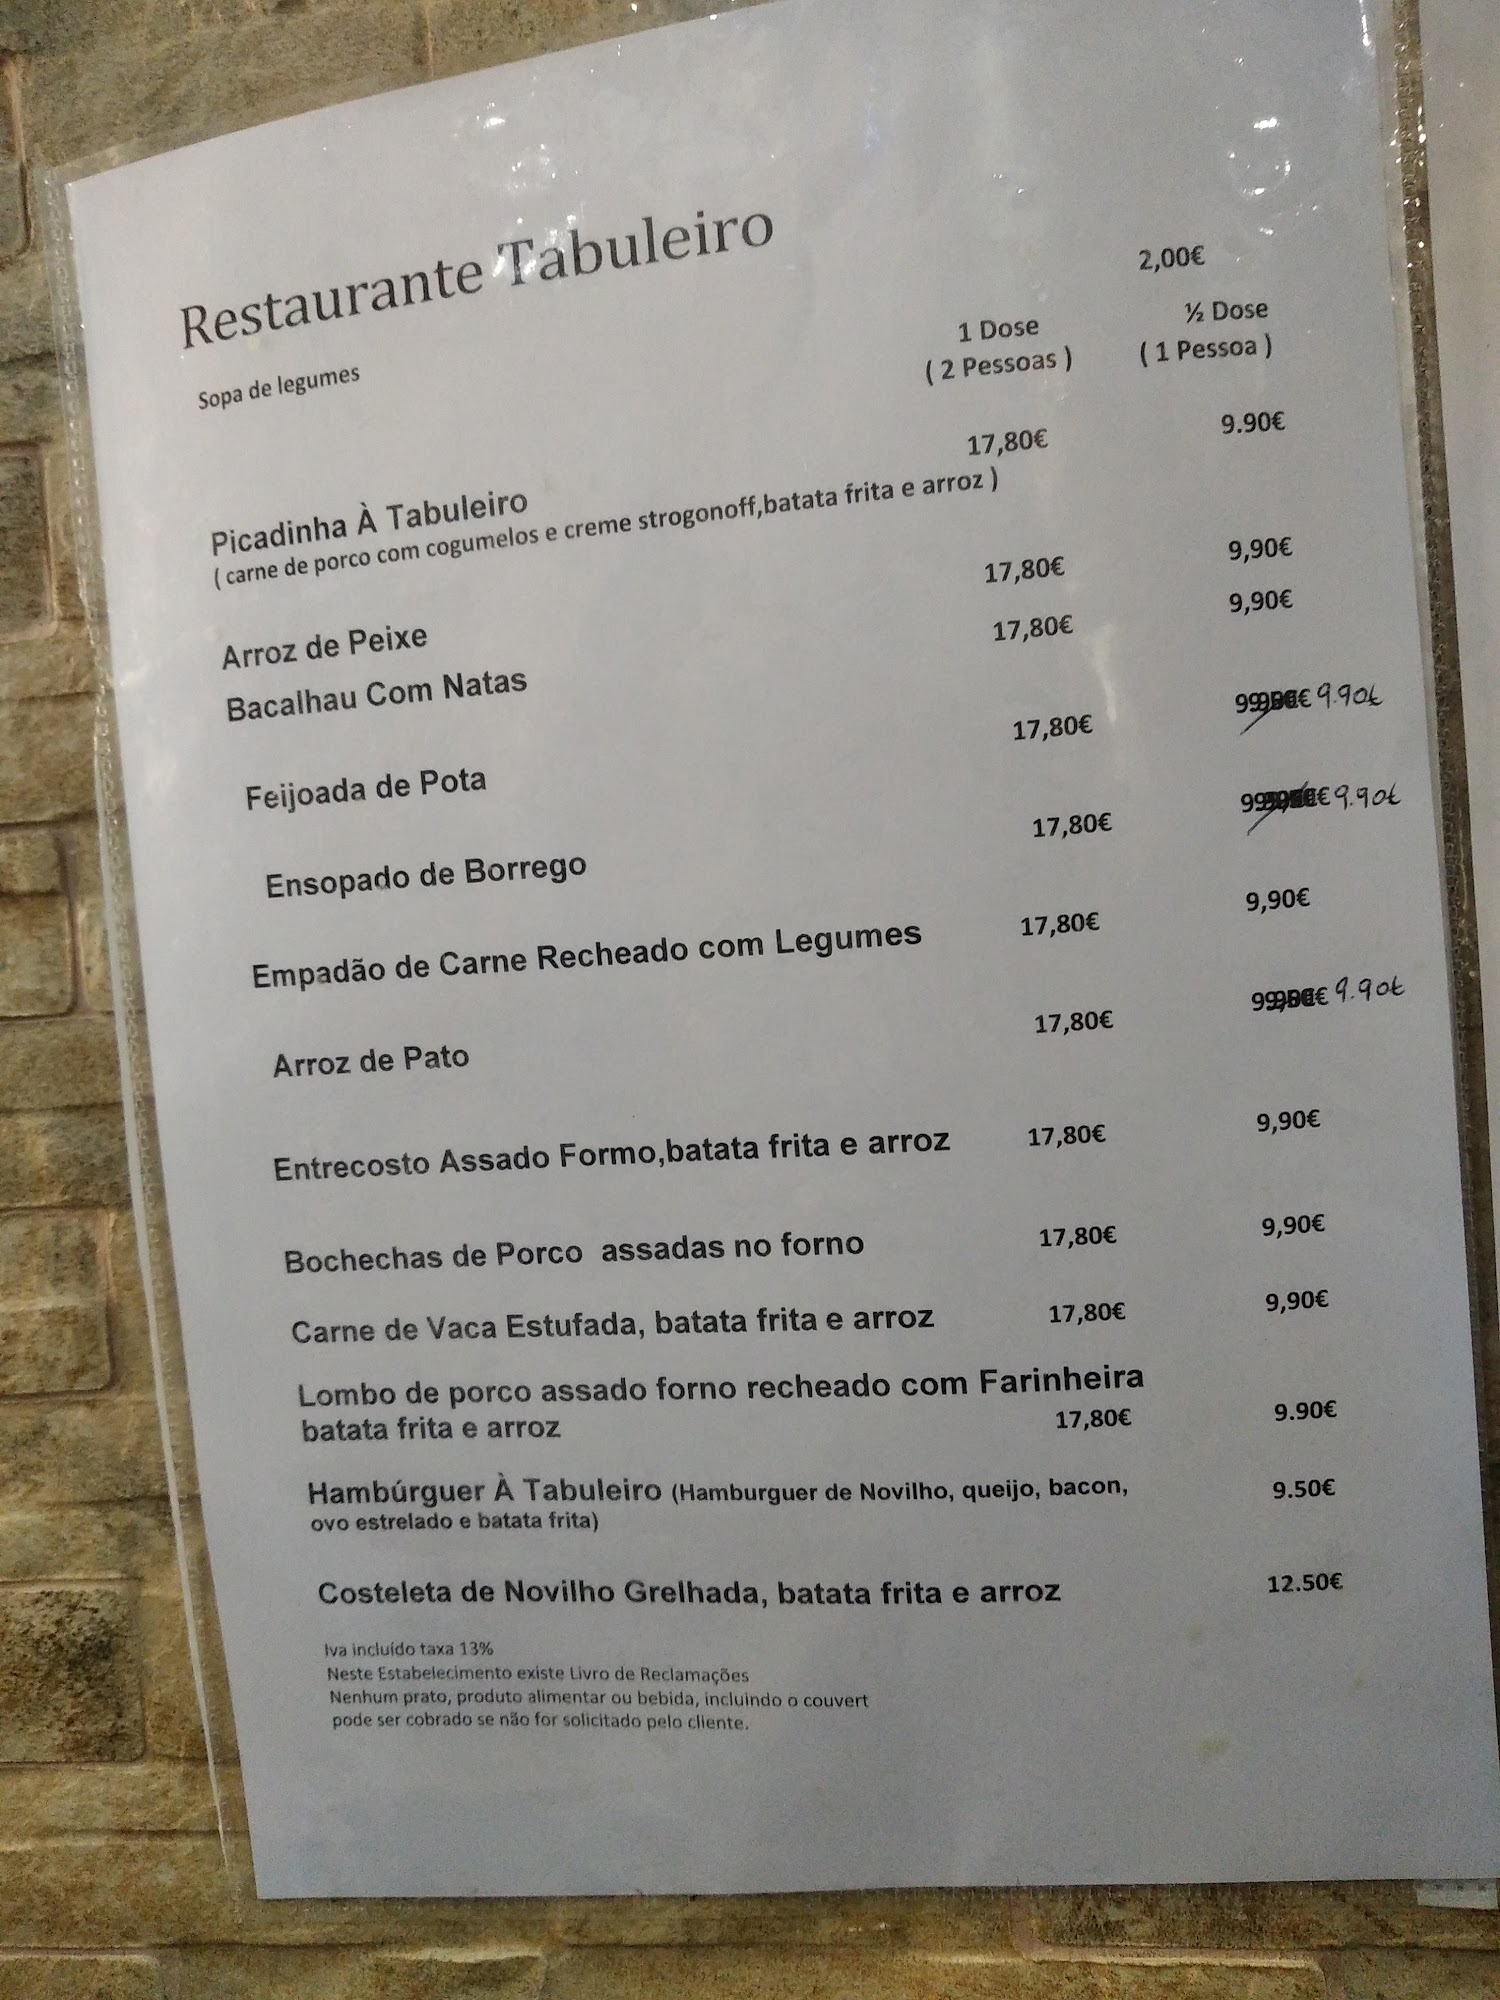 Restaurante Tabuleiro
Sopa de legumes 2,00€
1 Dose ½ Dose
( 2 Pessoas ) ( 1 Pessoa )
Picadinha À Tabuleiro 17,80€ 9.90€
( carne de porco com cogumelos e creme strogonoff,batata frita e arroz )
Arroz de Peixe 17,80€ 9,90€
Bacalhau Com Natas 17,80€ 9,90€
Feijoada de Pota 17,80€ 9.90€
Ensopado de Borrego 17,80€ 9.90€
Empadão de Carne Recheado com Legumes 17,80€ 9,90€
Arroz de Pato 17,80€ 9.90€
Entrecosto Assado Formo,batata frita e arroz 17,80€ 9,90€
Bochechas de Porco assadas no forno 17,80€ 9,90€
Carne de Vaca Estufada, batata frita e arroz 17,80€ 9,90€
Lombo de porco assado forno recheado com Farinheira
batata frita e arroz 17,80€ 9.90€
Hambúrguer À Tabuleiro (Hamburguer de Novilho, queijo, bacon, 9.50€
ovo estrelado e batata frita)
Costeleta de Novilho Grelhada, batata frita e arroz 12.50€
Iva incluído taxa 13%
Neste Estabelecimento existe Livro de Reclamações
Nenhum prato, produto alimentar ou bebida, incluindo o couvert
pode ser cobrado se não for solicitado pelo cliente.